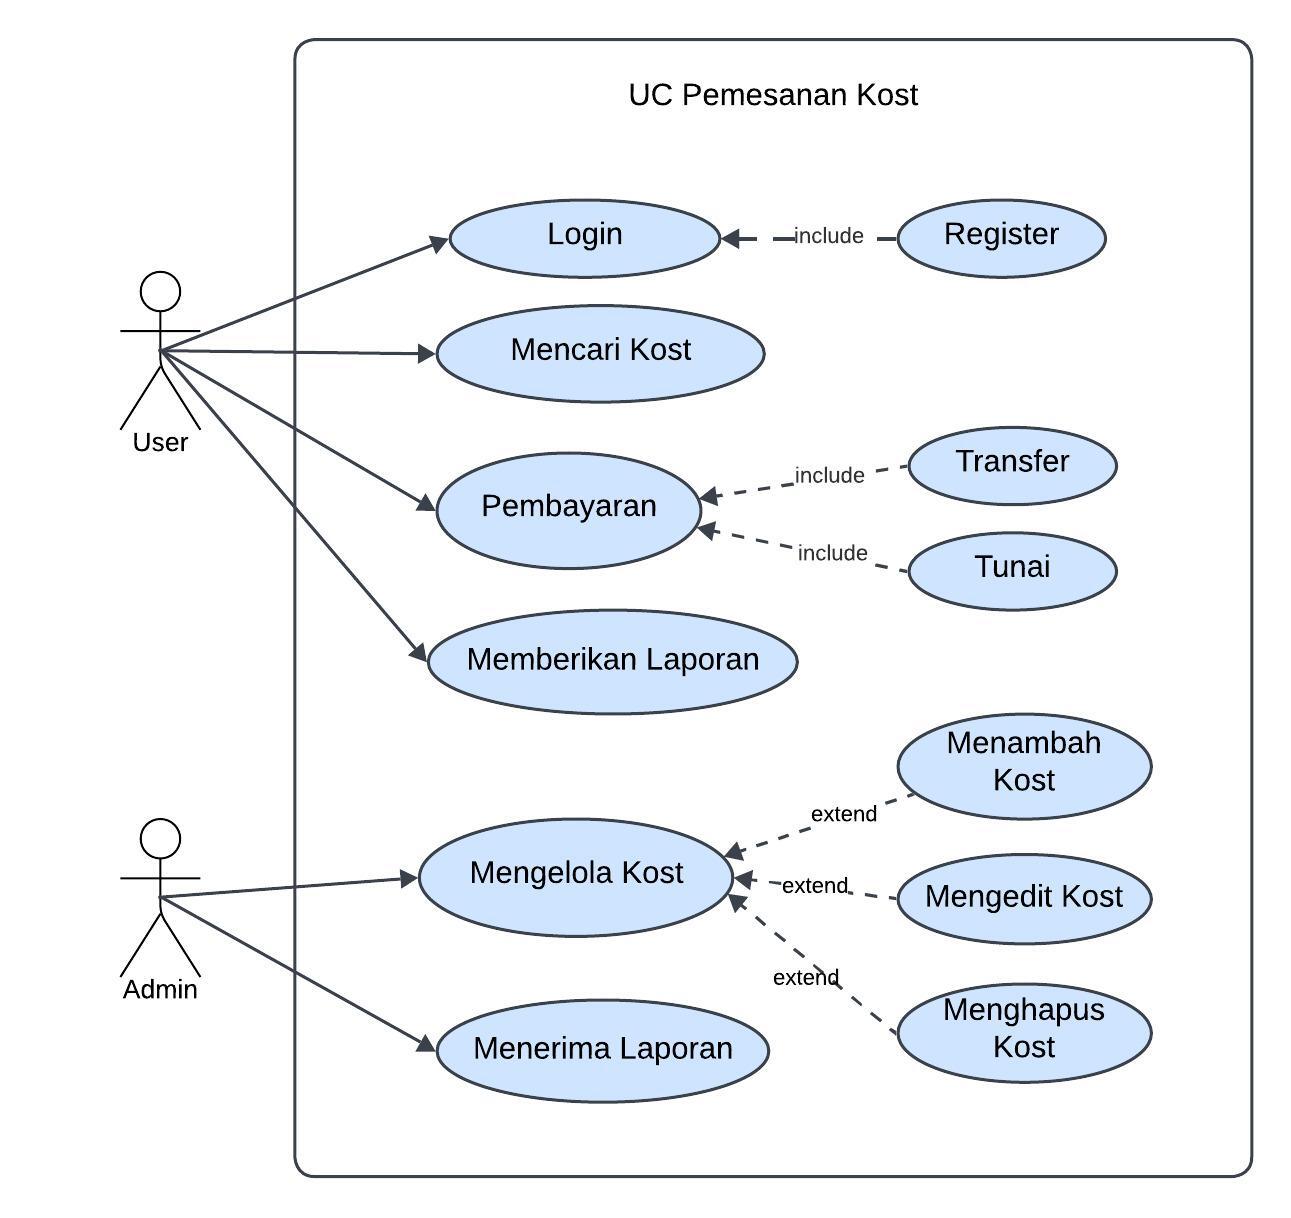 UC Pemesanan Kost
Login
include
Register
Mencari Kost
User
Pembayaran
include
Transfer
include
Tunai
Memberikan Laporan
Menambah
Kost
extend
Mengelola Kost
extend
Mengedit Kost
Admin
extend
Menghapus
Kost
Menerima Laporan